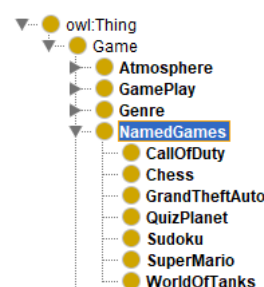 owl:Thing
Game
Atmosphere
GamePlay
Genre
NamedGames
CallOfDuty
Chess
GrandTheftAuto
QuizPlanet
Sudoku
SuperMario
WorldOfTanks